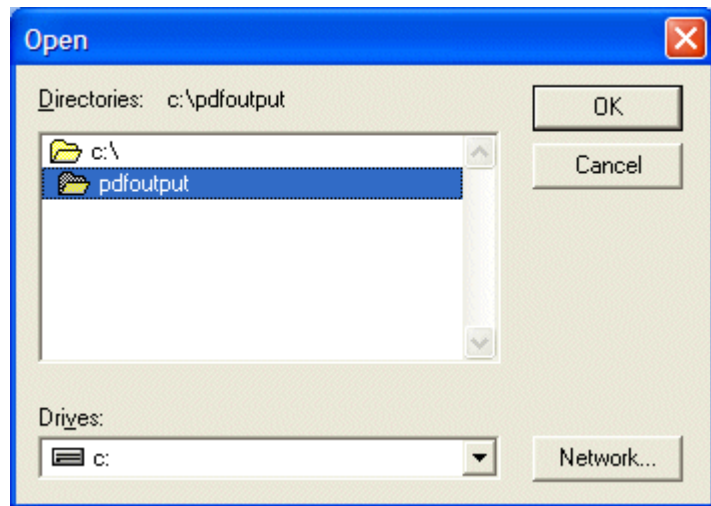 Open
Directories: c:\pdfoutput
OK
c:\
Cancel
pdfoutput
Drives:
c:
Network...